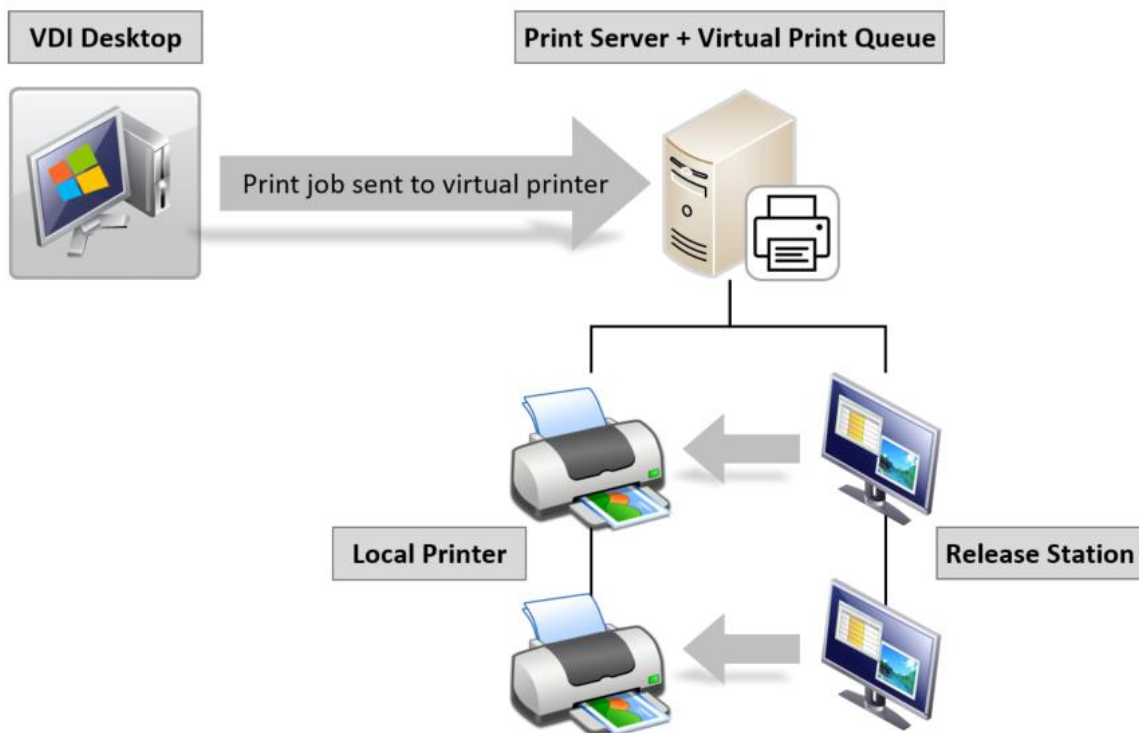 VDI Desktop
Print Server + Virtual Print Queue
Print job sent to virtual printer
Local Printer
Release Station